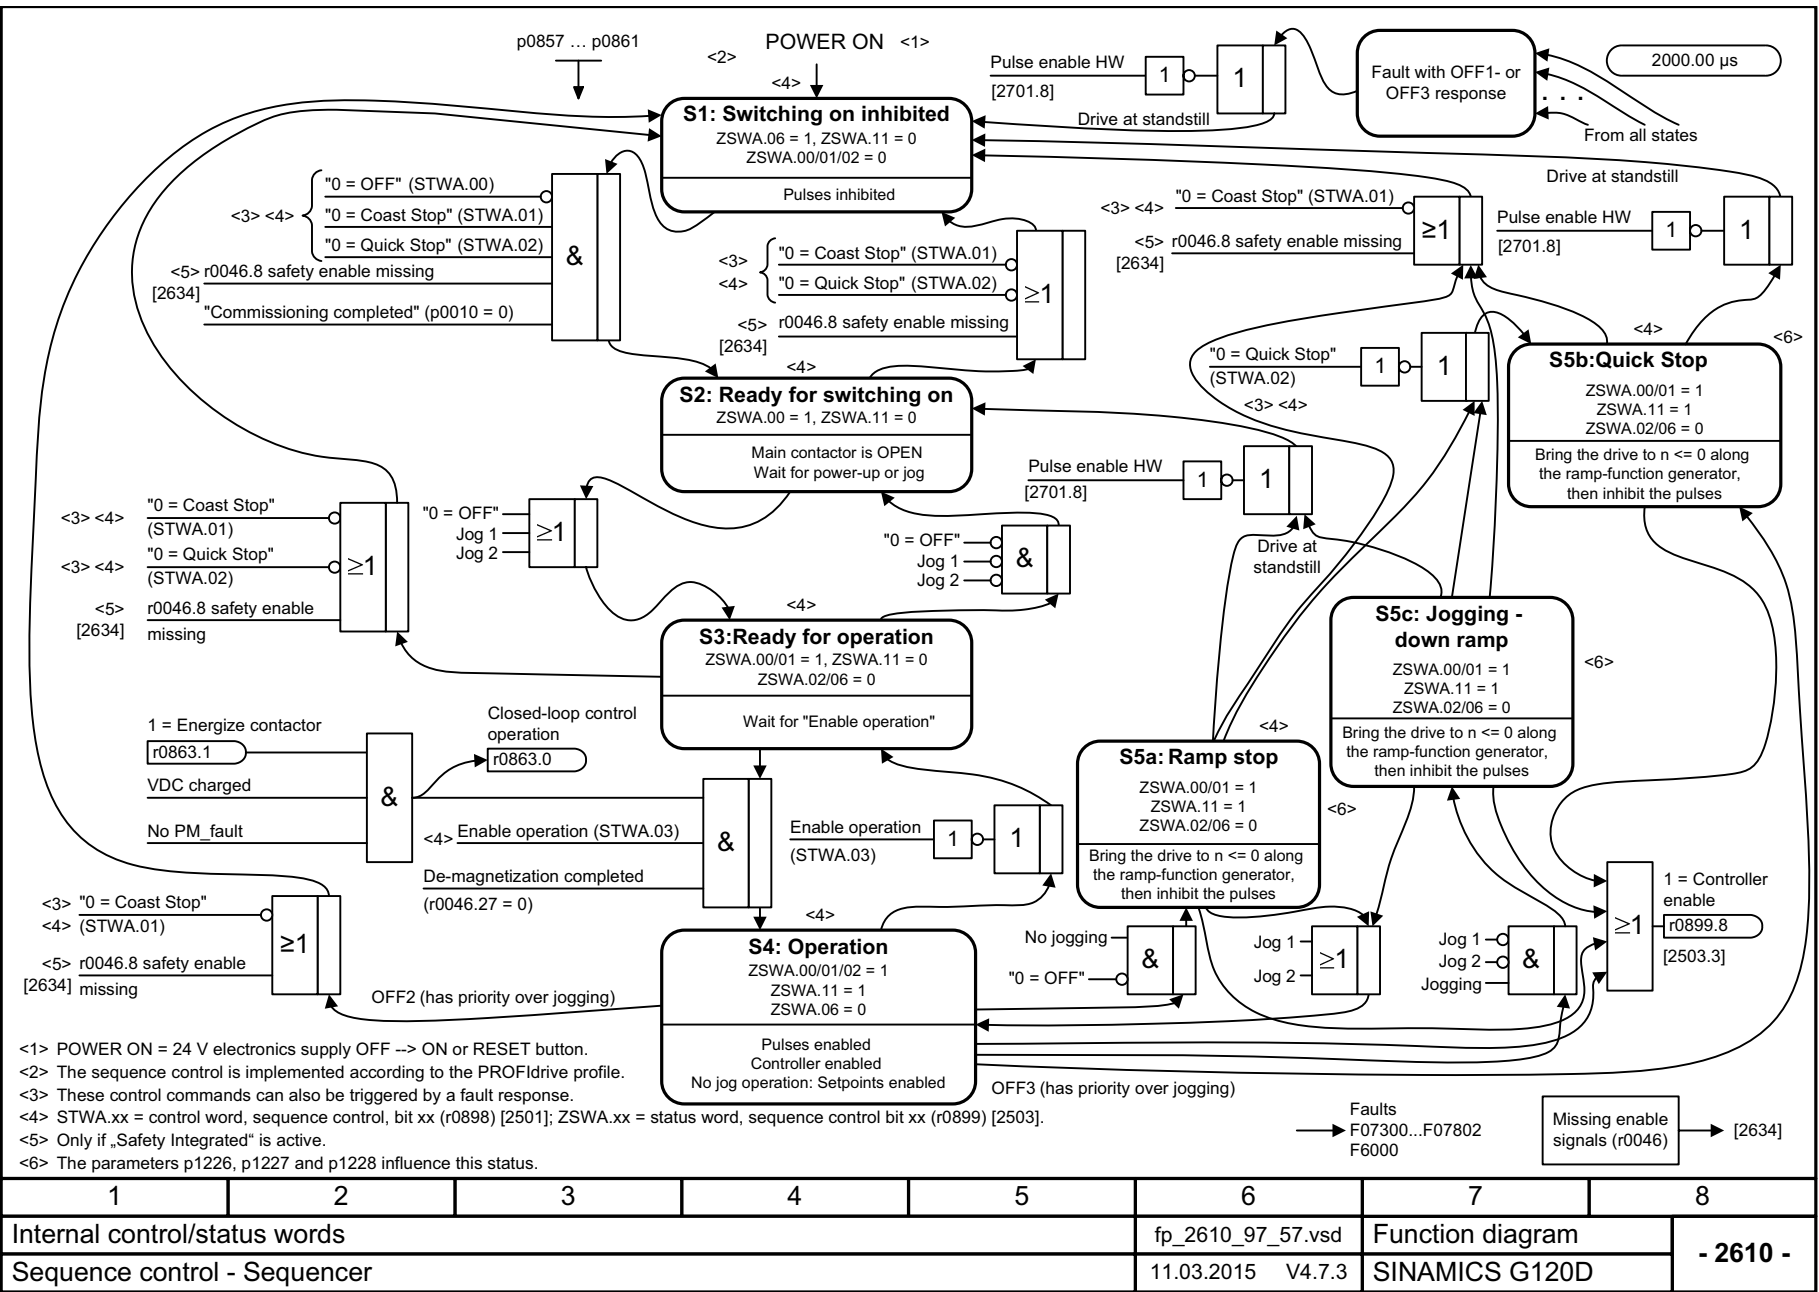 p0857 ... p0861
<2>
POWER ON <1>
<4>
S1: Switching on inhibited
ZSWA.06 = 1, ZSWA.11 = 0
ZSWA.00/01/02 = 0
Pulses inhibited
Pulse enable HW
[2701.8]
1
1
Drive at standstill
Fault with OFF1- or
OFF3 response
. . .
From all states
2000.00 µs
"0 = OFF" (STWA.00)
<3> <4>
"0 = Coast Stop" (STWA.01)
"0 = Quick Stop" (STWA.02)
<5> r0046.8 safety enable missing
[2634]
"Commissioning completed" (p0010 = 0)
&
<3>
<4>
"0 = Coast Stop" (STWA.01)
"0 = Quick Stop" (STWA.02)
<5> r0046.8 safety enable missing
[2634]
≥1
<3> <4>
"0 = Coast Stop" (STWA.01)
<5> r0046.8 safety enable missing
[2634]
≥1
Drive at standstill
Pulse enable HW
[2701.8]
1
1
<4>
S2: Ready for switching on
ZSWA.00 = 1, ZSWA.11 = 0
Main contactor is OPEN
Wait for power-up or jog
"0 = Quick Stop"
(STWA.02)
<3> <4>
1
1
<4>
<6>
S5b:Quick Stop
ZSWA.00/01 = 1
ZSWA.11 = 1
ZSWA.02/06 = 0
Bring the drive to n <= 0 along
the ramp-function generator,
then inhibit the pulses
<3> <4>
"0 = Coast Stop"
(STWA.01)
<3> <4>
"0 = Quick Stop"
(STWA.02)
<5>
[2634]
r0046.8 safety enable
missing
≥1
"0 = OFF"
Jog 1
Jog 2
≥1
"0 = OFF"
Jog 1
Jog 2
&
Pulse enable HW
[2701.8]
1
1
Drive at
standstill
<4>
S3:Ready for operation
ZSWA.00/01 = 1, ZSWA.11 = 0
ZSWA.02/06 = 0
Wait for "Enable operation"
S5c: Jogging -
down ramp
ZSWA.00/01 = 1
ZSWA.11 = 1
ZSWA.02/06 = 0
Bring the drive to n <= 0 along
the ramp-function generator,
then inhibit the pulses
<6>
1 = Energize contactor
r0863.1
VDC charged
No PM_fault
&
Closed-loop control
operation
r0863.0
<4> Enable operation (STWA.03)
De-magnetization completed
(r0046.27 = 0)
&
Enable operation
(STWA.03)
1
1
<4>
S5a: Ramp stop
ZSWA.00/01 = 1
ZSWA.11 = 1
ZSWA.02/06 = 0
Bring the drive to n <= 0 along
the ramp-function generator,
then inhibit the pulses
<6>
<3>
<4>
"0 = Coast Stop"
(STWA.01)
<5>
[2634]
r0046.8 safety enable
missing
≥1
OFF2 (has priority over jogging)
<4>
S4: Operation
ZSWA.00/01/02 = 1
ZSWA.11 = 1
ZSWA.06 = 0
Pulses enabled
Controller enabled
No jog operation: Setpoints enabled
No jogging
"0 = OFF"
&
Jog 1
Jog 2
≥1
Jog 1
Jog 2
Jogging
&
≥1
1 = Controller
enable
r0899.8
[2503.3]
OFF3 (has priority over jogging)
<1> POWER ON = 24 V electronics supply OFF --> ON or RESET button.
<2> The sequence control is implemented according to the PROFIdrive profile.
<3> These control commands can also be triggered by a fault response.
<4> STWA.xx = control word, sequence control, bit xx (r0898) [2501]; ZSWA.xx = status word, sequence control bit xx (r0899) [2503].
<5> Only if „Safety Integrated“ is active.
<6> The parameters p1226, p1227 and p1228 influence this status.
Faults
F07300...F07802
F6000
Missing enable
signals (r0046)
[2634]
1 2 3 4 5 6 7 8
Internal control/status words
fp_2610_97_57.vsd
Function diagram
- 2610 -
Sequence control - Sequencer
11.03.2015 V4.7.3
SINAMICS G120D